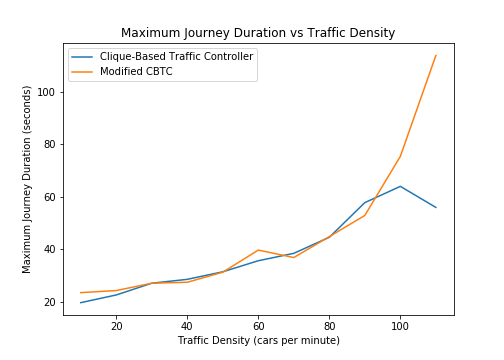 Maximum Journey Duration vs Traffic Density
Clique-Based Traffic Controller
Modified CBTC
Maximum Journey Duration (seconds)
100
80
60
40
20
20 40 60 80 100
Traffic Density (cars per minute)